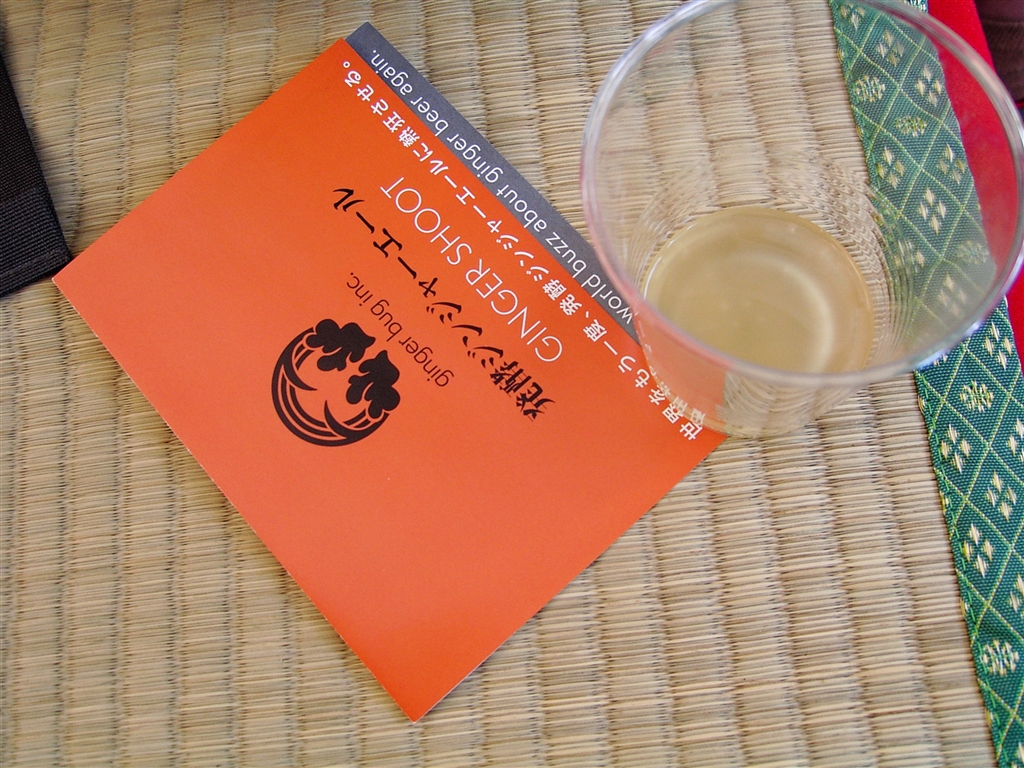 世界をもう一度、発酵ジンジャーエールに熱狂させる。
world buzz about ginger beer again.
発酵ジンジャーエール
GINGER SHOOT
ginger bug inc.